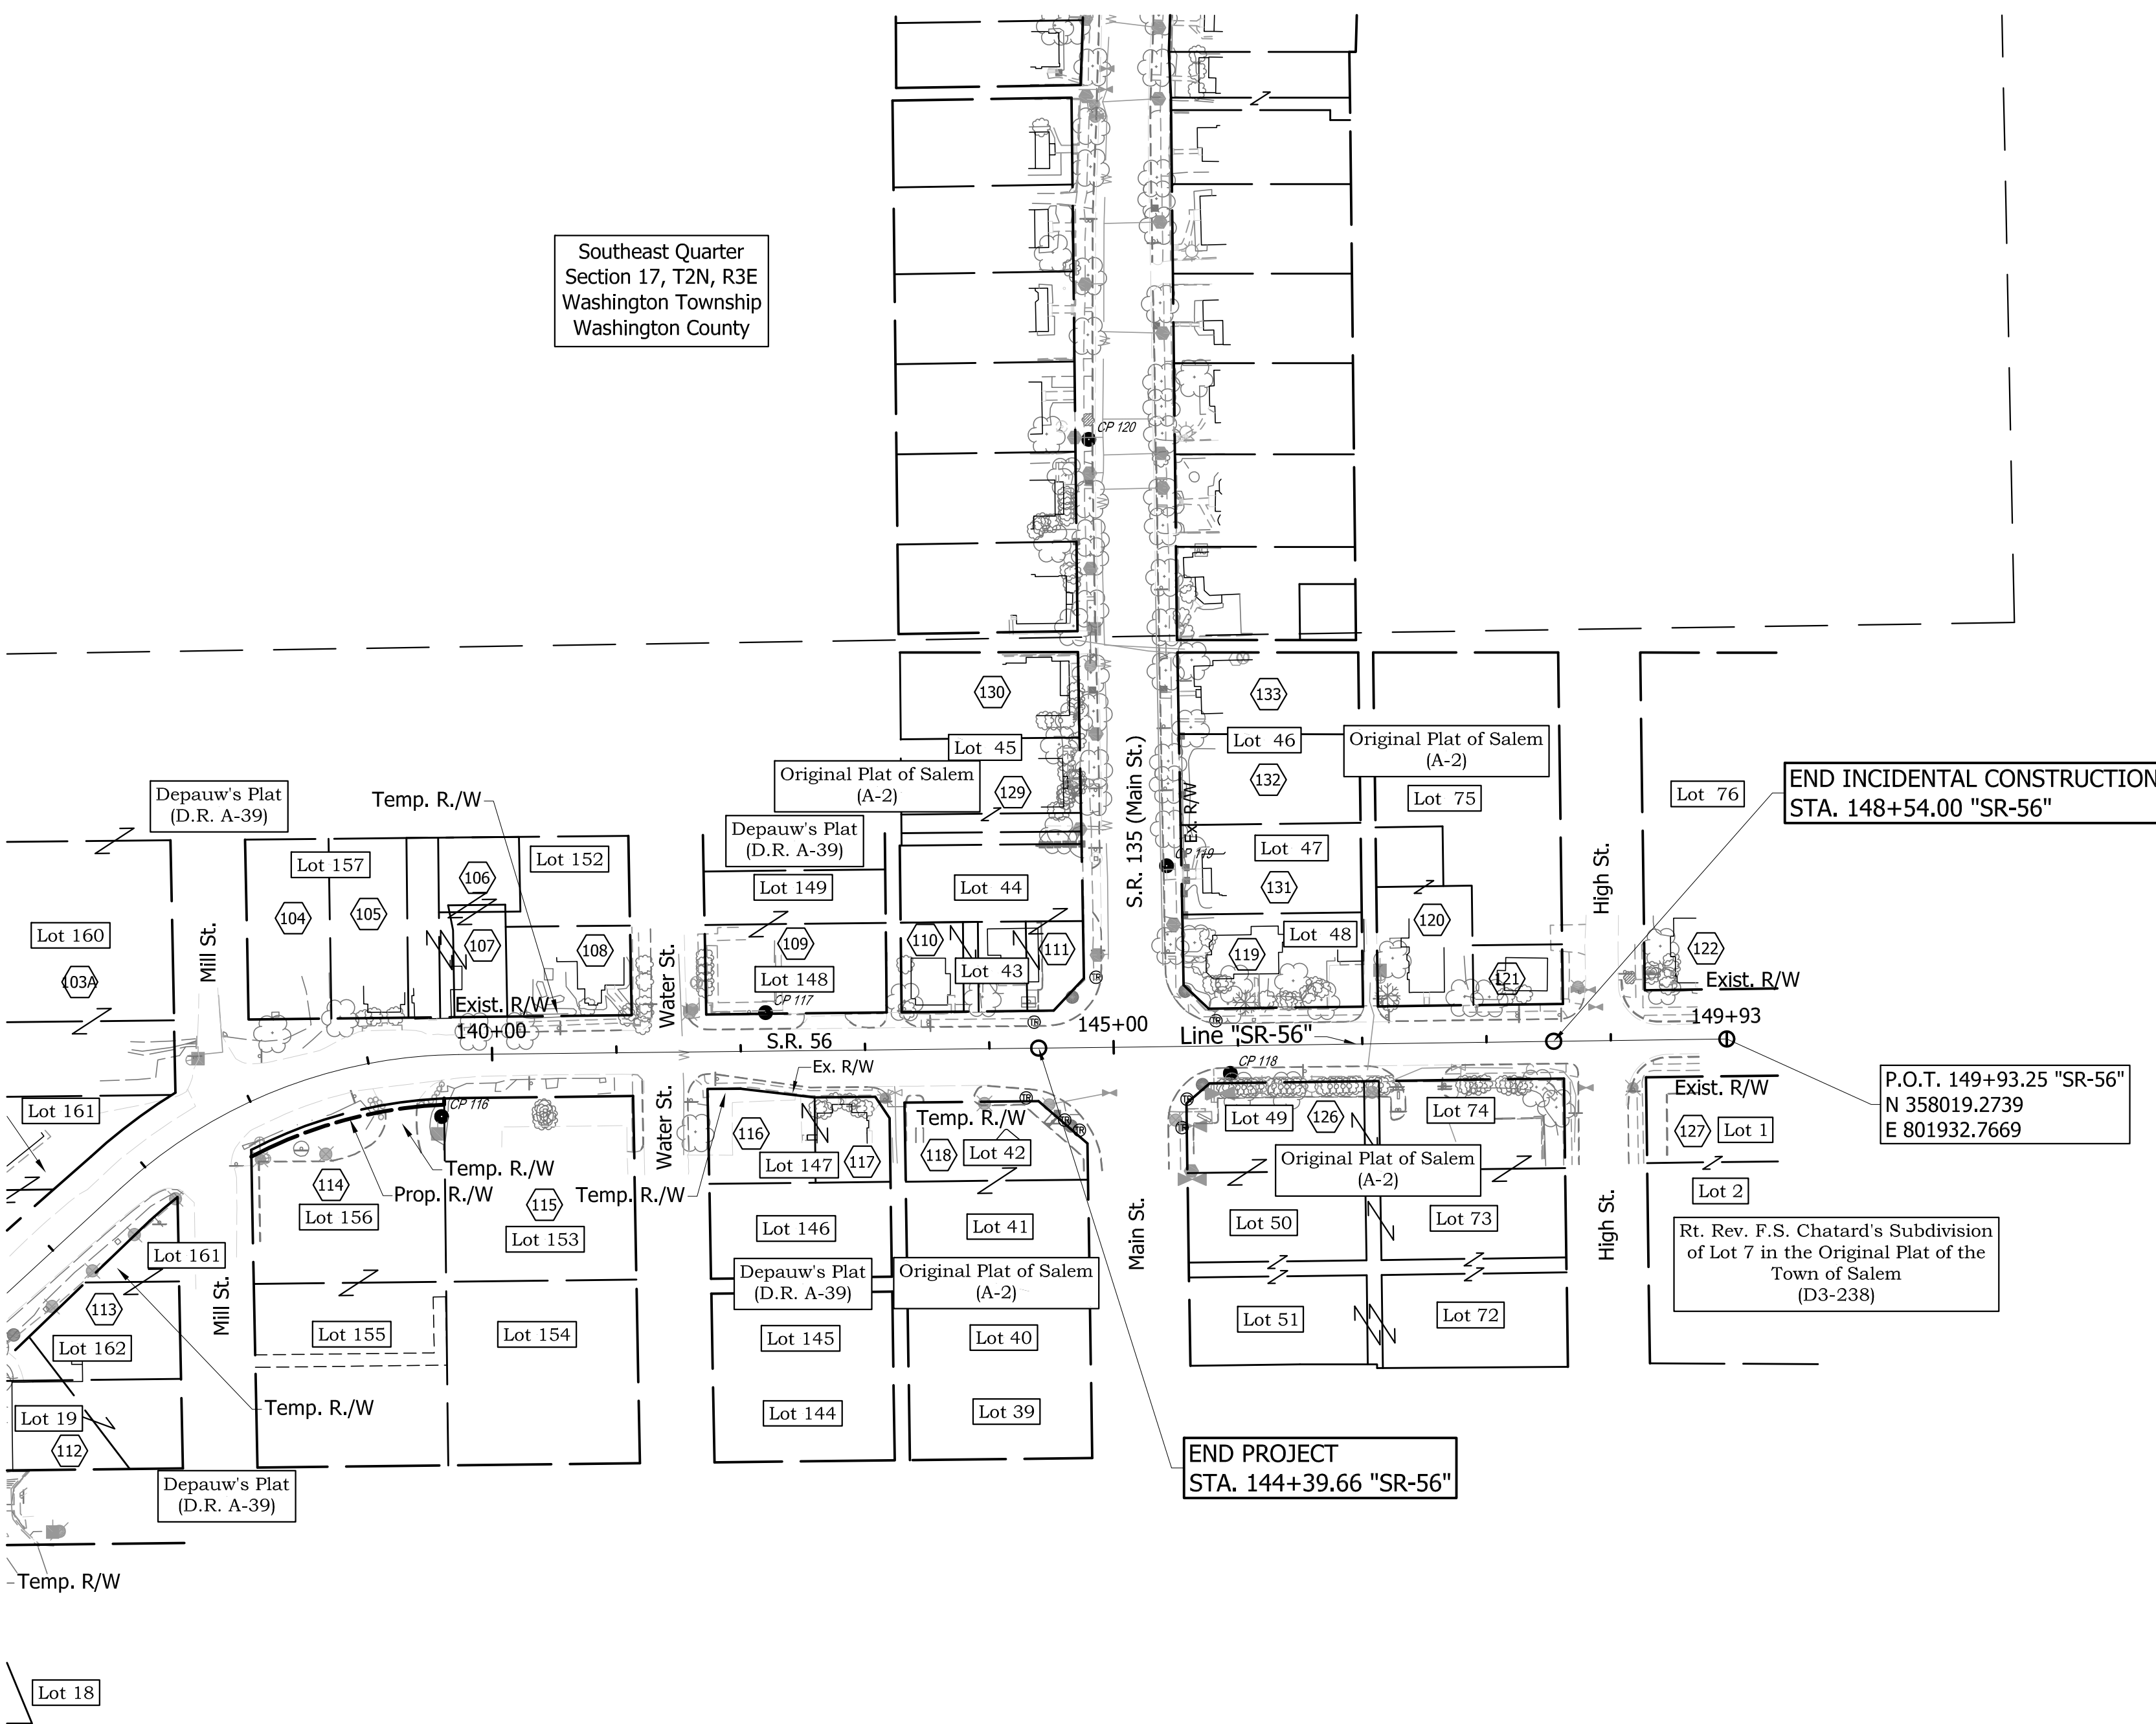 Southeast Quarter
Section 17, T2N, R3E
Washington Township
Washington County
CP 120
130
133
Lot 45
Lot 46
Original Plat of Salem
(A-2)
Original Plat of Salem
(A-2)
129
132
S.R. 135 (Main St.)
Ex. R/W
Lot 75
Lot 76
END INCIDENTAL CONSTRUCTION
STA. 148+54.00 "SR-56"
Depauw's Plat
(D.R. A-39)
Temp. R./W
Depauw's Plat
(D.R. A-39)
CP 119
Lot 157
106
Lot 152
Lot 149
Lot 44
Lot 47
131
High St.
104
105
107
108
109
110
111
119
Lot 48
120
121
122
Lot 160
103A
Mill St.
Water St.
Lot 148
Lot 43
CP 117
Exist. R/W
Exist. R/W
140+00
S.R. 56
145+00
Line "SR-56"
149+93
Ex. R/W
CP 118
P.O.T. 149+93.25 "SR-56"
N 358019.2739
E 801932.7669
Lot 161
CP 116
Water St.
116
Temp. R./W
Lot 49
126
Lot 74
Exist. R/W
127
Lot 1
117
118
Lot 42
Lot 147
Original Plat of Salem
(A-2)
114
Temp. R./W
Prop. R./W
115
Temp. R./W
Lot 2
Lot 156
Lot 153
Lot 146
Lot 41
Main St.
Lot 50
Lot 73
High St.
Rt. Rev. F.S. Chatard's Subdivision
of Lot 7 in the Original Plat of the
Town of Salem
(D3-238)
Lot 161
Mill St.
113
Depauw's Plat
(D.R. A-39)
Original Plat of Salem
(A-2)
Lot 162
Lot 155
Lot 154
Lot 145
Lot 40
Lot 51
Lot 72
Lot 19
112
Temp. R./W
Lot 144
Lot 39
END PROJECT
STA. 144+39.66 "SR-56"
Depauw's Plat
(D.R. A-39)
Temp. R/W
Lot 18